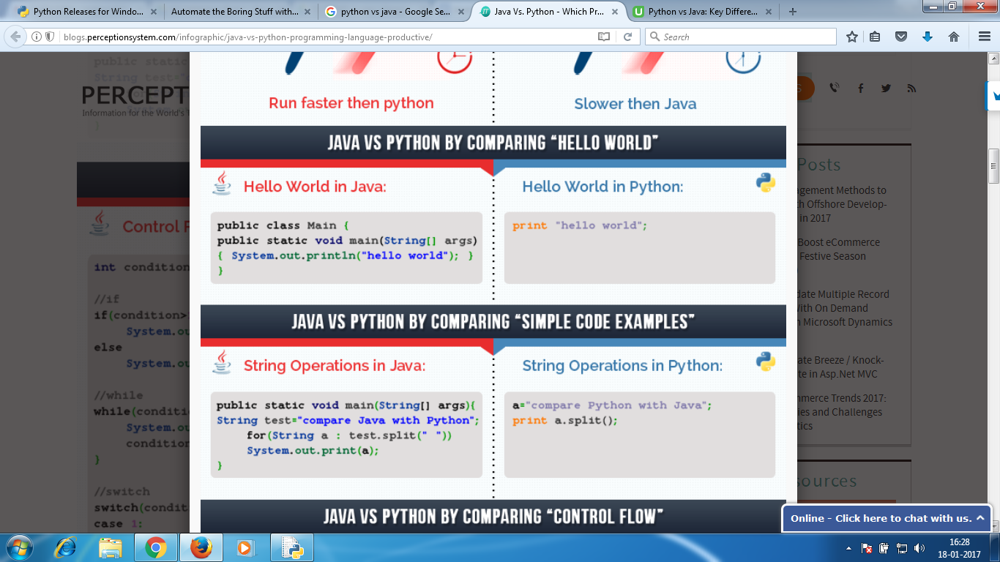 Python Releases for Windo...
Automate the Boring Stuff with...
python vs java - Google Se...
Java Vs. Python - Which Pr...
Python vs Java: Key Differe...
blogs.perceptionsystem.com/infographic/java-vs-python-programming-language-productive/
Search
public static
String test=
PERCEPT
Information for the World's
Run faster then python
Slower then Java
JAVA VS PYTHON BY COMPARING “HELLO WORLD”
Hello World in Java:
Hello World in Python:
public class Main {
public static void main(String[] args)
{ System.out.println("hello world"); }
}
print "hello world";
JAVA VS PYTHON BY COMPARING “SIMPLE CODE EXAMPLES”
String Operations in Java:
String Operations in Python:
public static void main(String[] args){
String test="compare Java with Python";
for(String a : test.split(" "))
System.out.print(a);
}
a="compare Python with Java";
print a.split();
JAVA VS PYTHON BY COMPARING “CONTROL FLOW”
Control F
int condition
//if
if(condition>
System.ou
else
System.ou
//while
while(conditi
System.ou
condition
}
//switch
switch(condit
case 1:
Posts
agement Methods to
th Offshore Develop-
in 2017
Boost eCommerce
Festive Season
date Multiple Record
With On Demand
n Microsoft Dynamics
ate Breeze / Knock-
te in Asp.Net MVC
mmerce Trends 2017:
ies and Challenges
tics
sources
Online - Click here to chat with us.
16:28
18-01-2017